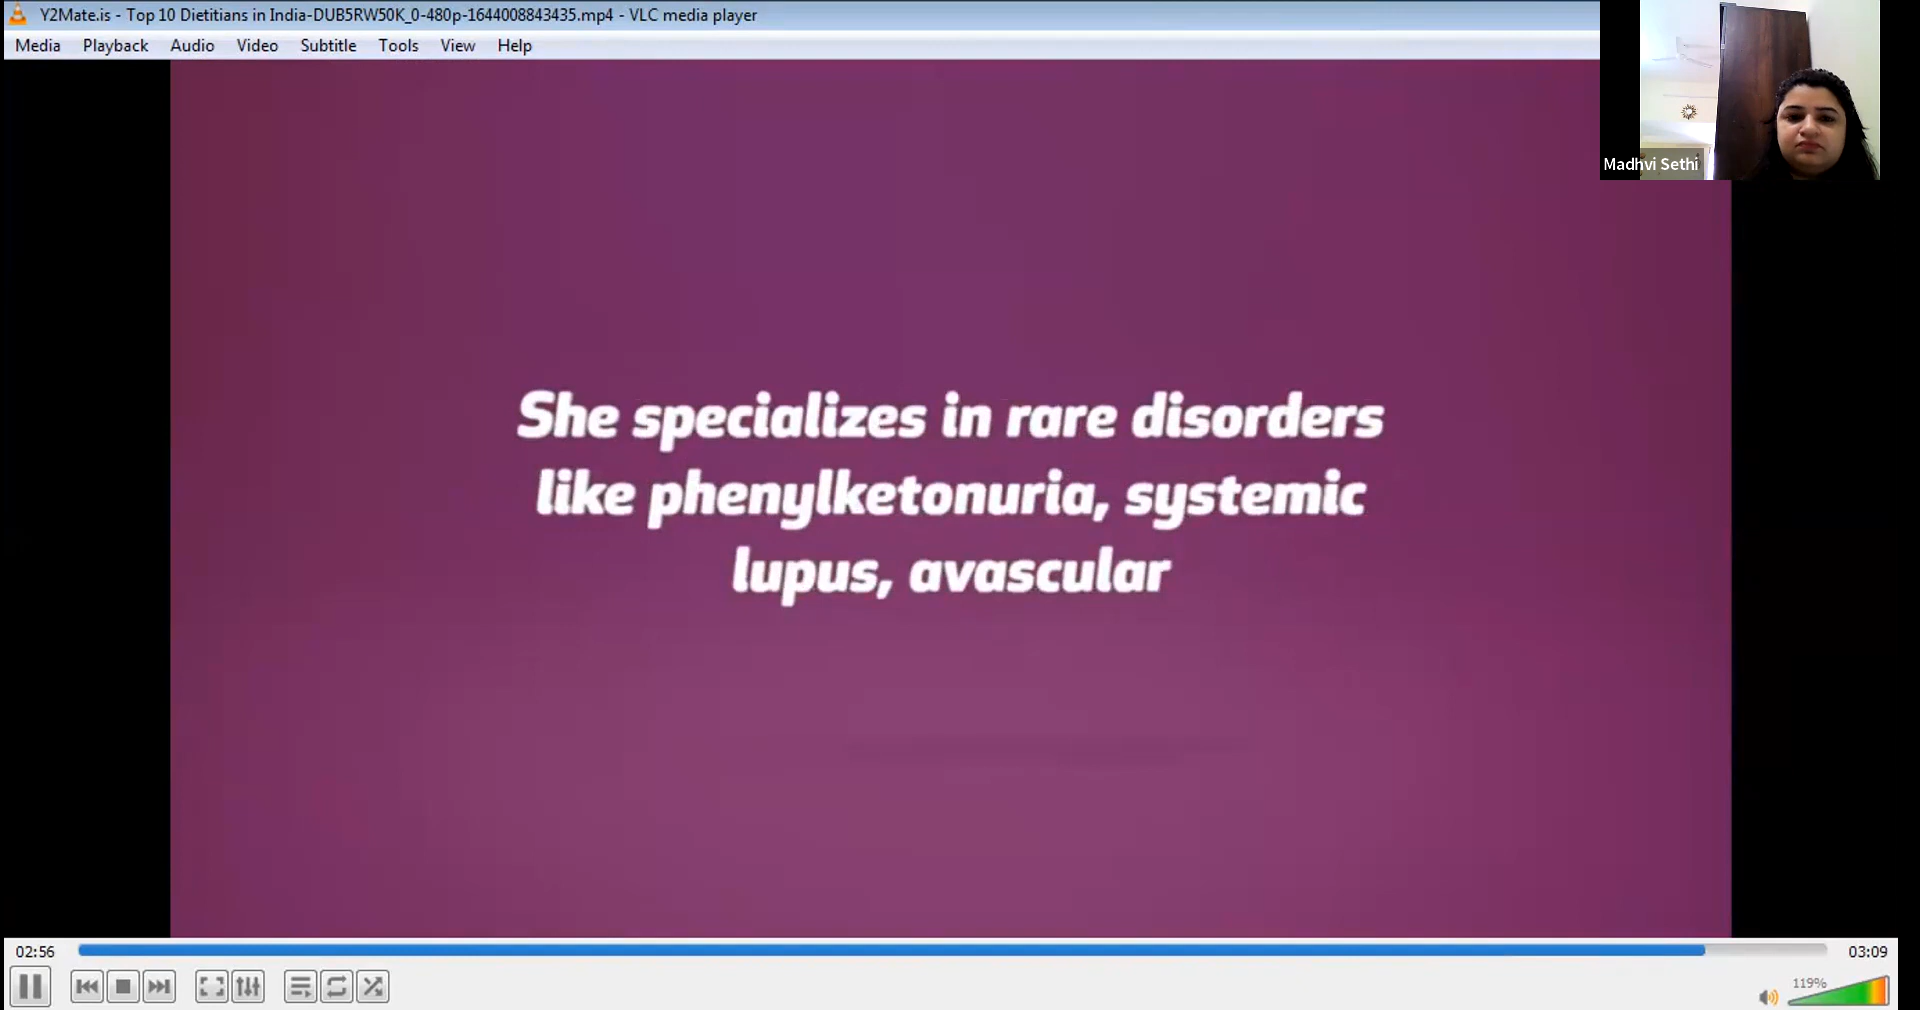 Y2Mate.is - Top 10 Dietitians in India-DUB5RW50K_0-480p-1644008843435.mp4 - VLC media player
Media Playback Audio Video Subtitle Tools View Help
Madhvi Sethi
She specializes in rare disorders
like phenylketonuria, systemic
lupus, avascular
02:56
03:09
119%